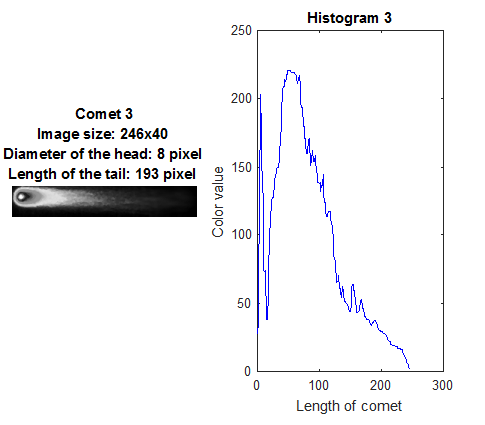 Comet 3
Image size: 246x40
Diameter of the head: 8 pixel
Length of the tail: 193 pixel
Histogram 3
250
200
150
100
50
0
Color value
0 100 200 300
Length of comet